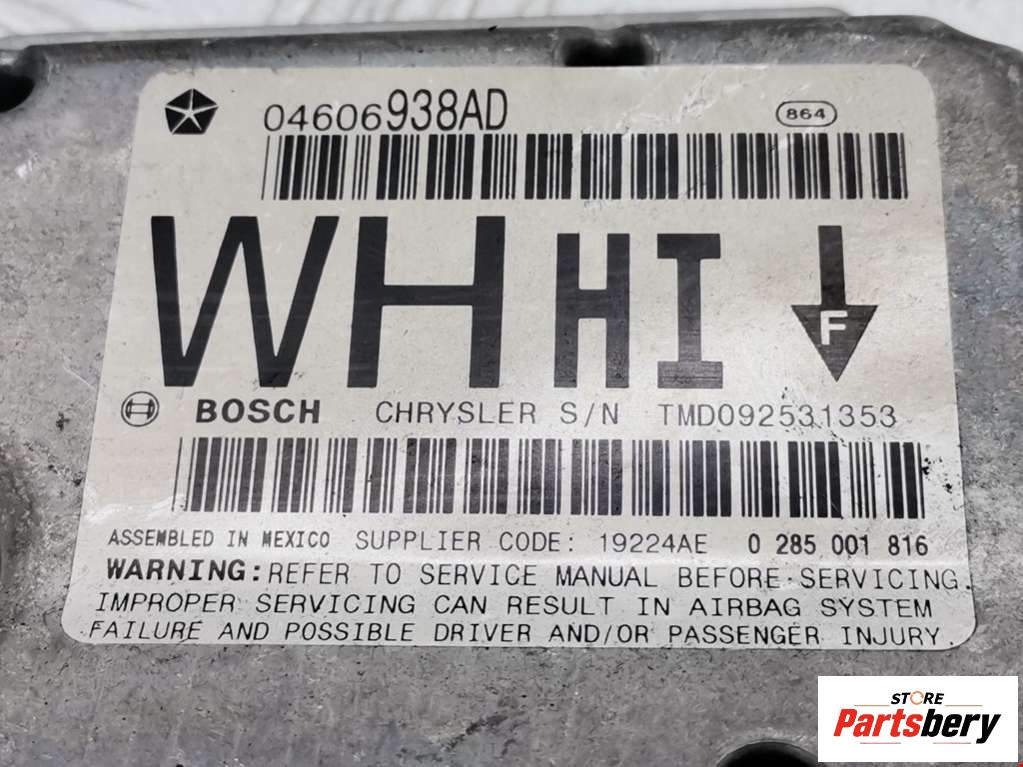 04606938AD 864
WH HI F
BOSCH CHRYSLER S/N TMD092531353
ASSEMBLED IN MEXICO SUPPLIER CODE: 19224AE 0 285 001 816
WARNING: REFER TO SERVICE MANUAL BEFORE SERVICING.
IMPROPER SERVICING CAN RESULT IN AIRBAG SYSTEM
FAILURE AND POSSIBLE DRIVER AND/OR PASSENGER INJURY.
STORE
Partsbery